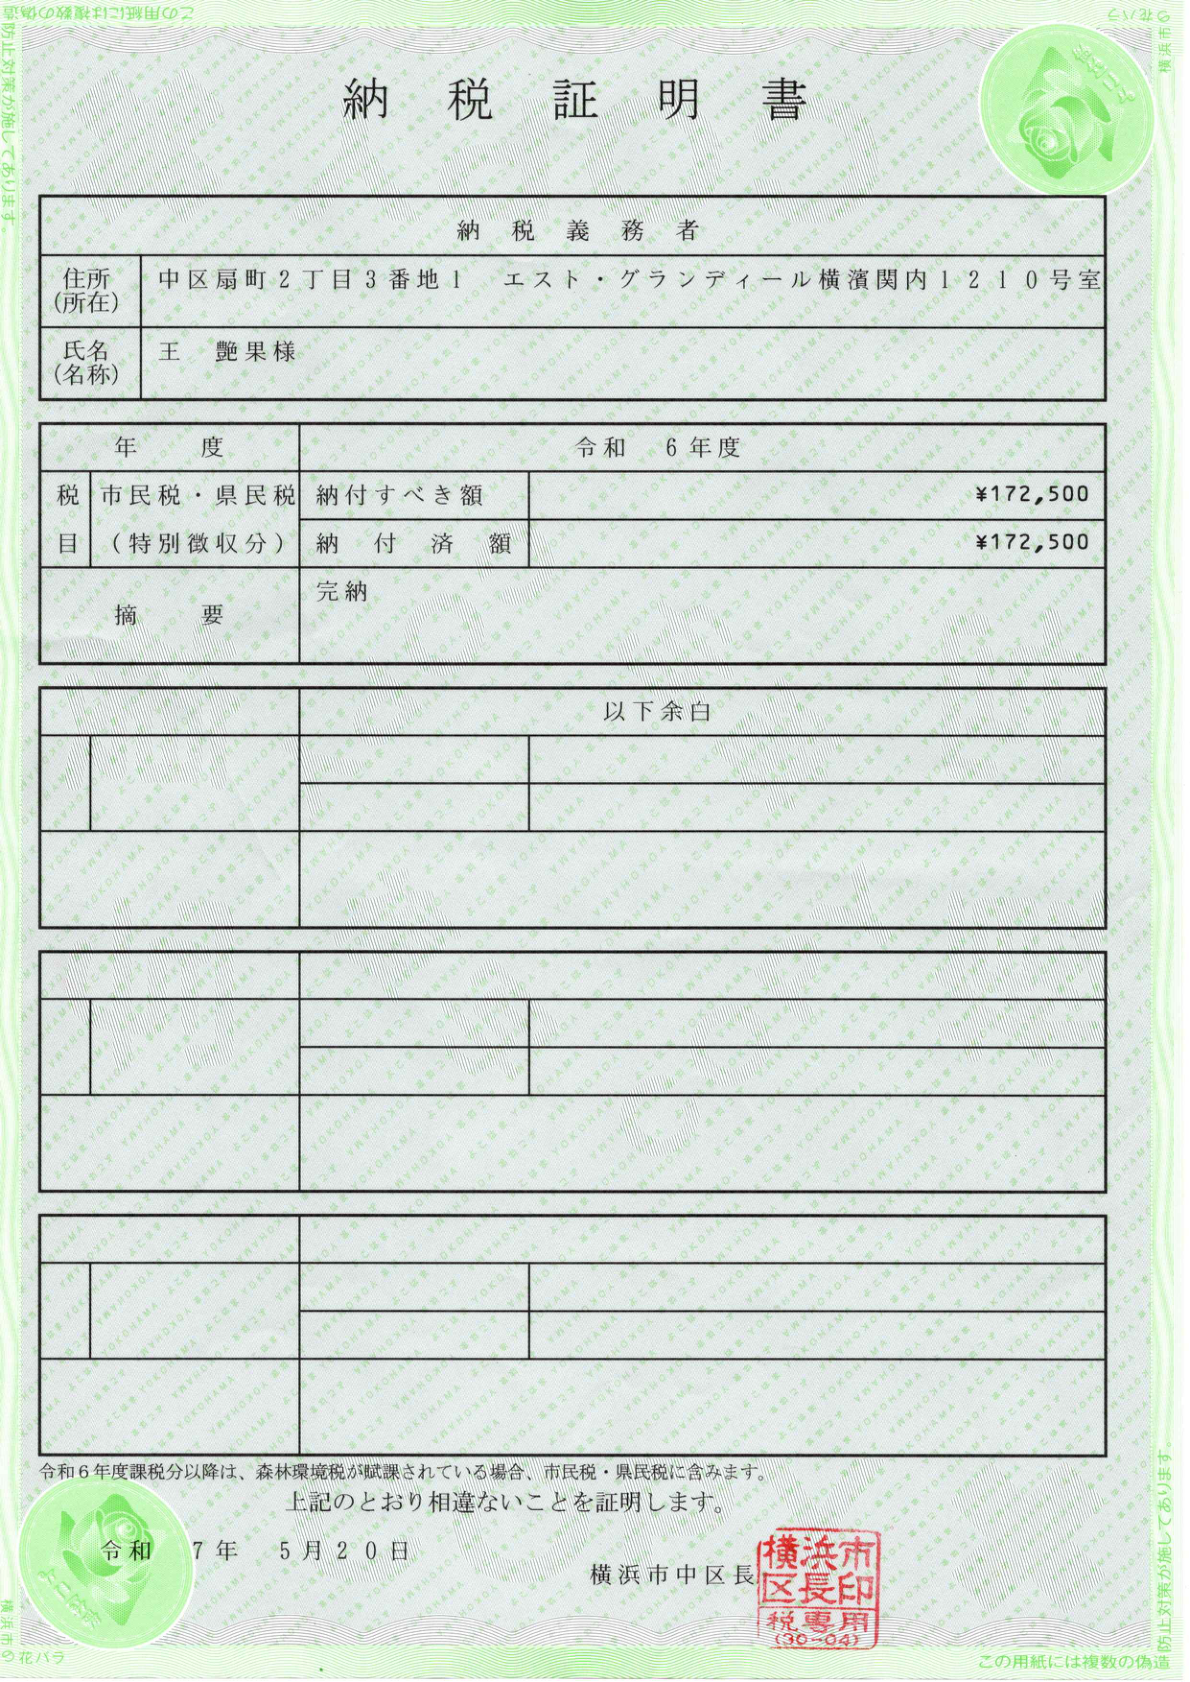 この用紙には複数の偽造
防止対策が施してあります
横浜市の
花バラ
納税証明書
納税義務者
住所
(所在)
中区扇町2丁目3番地1 エスト・グランディール横濱関内1210号室
氏名
(名称)
王 艶果様
年度 令和 6年度
税目
市民税・県民税
(特別徴収分)
納付すべき額 ¥172,500
納付済額 ¥172,500
摘要
完納
以下余白
令和6年度課税分以降は、森林環境税が賦課されている場合、市民税・県民税に含みます。
上記のとおり相違ないことを証明します。
令和 7年 5月20日
横浜市中区長
横浜市
区長印
税専用
(30-04)
横浜市の
花バラ
この用紙には複数の偽造
防止対策が施してあります。